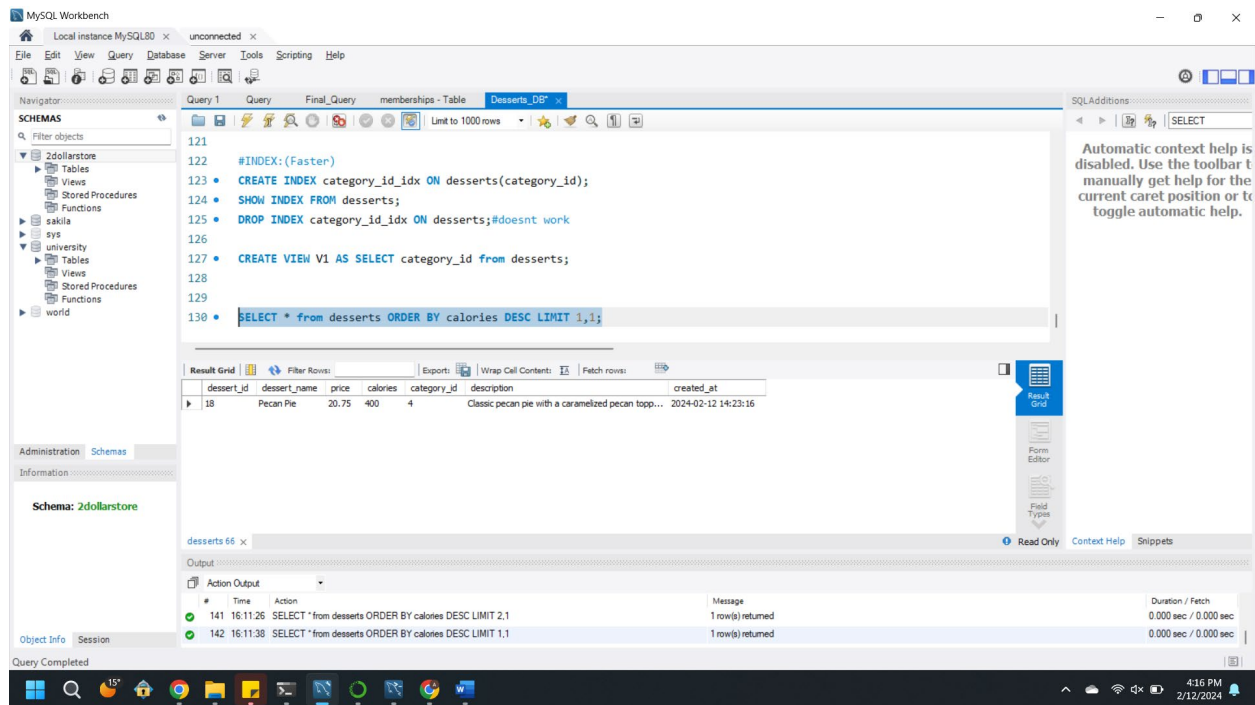 MySQL Workbench
Local instance MySQL80 × unconnected ×
File Edit View Query Database Server Tools Scripting Help
Navigator
SCHEMAS
Filter objects
2dollarstore
Tables
Views
Stored Procedures
Functions
sakila
sys
university
Tables
Views
Stored Procedures
Functions
world
Administration Schemas
Information
Schema: 2dollarstore
Object Info Session
Query 1 Query Final_Query memberships - Table Desserts_DB* ×
Limit to 1000 rows
121
122 #INDEX:(Faster)
123 CREATE INDEX category_id_idx ON desserts(category_id);
124 SHOW INDEX FROM desserts;
125 DROP INDEX category_id_idx ON desserts;#doesnt work
126
127 CREATE VIEW V1 AS SELECT category_id from desserts;
128
129
130 SELECT * from desserts ORDER BY calories DESC LIMIT 1,1;
Result Grid Filter Rows: Export: Wrap Cell Content: Fetch rows:
dessert_id dessert_name price calories category_id description created_at
18 Pecan Pie 20.75 400 4 Classic pecan pie with a caramelized pecan topp... 2024-02-12 14:23:16
Result
Grid
Form
Editor
Field
Types
desserts 66 ×
Read Only
Output
Action Output
# Time Action Message Duration / Fetch
141 16:11:26 SELECT * from desserts ORDER BY calories DESC LIMIT 2,1 1 row(s) returned 0.000 sec / 0.000 sec
142 16:11:38 SELECT * from desserts ORDER BY calories DESC LIMIT 1,1 1 row(s) returned 0.000 sec / 0.000 sec
SQLAdditions
SELECT
Automatic context help is
disabled. Use the toolbar t
manually get help for the
current caret position or to
toggle automatic help.
Context Help Snippets
Query Completed
15°
4:16 PM
2/12/2024